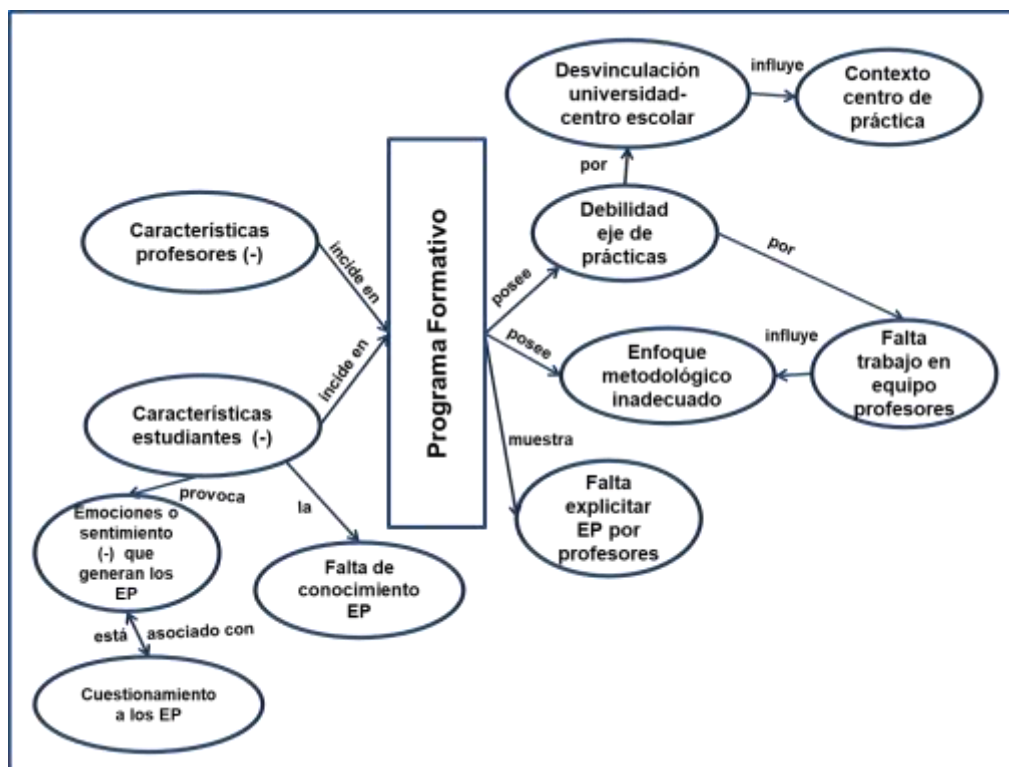 Desvinculación
universidad-
centro escolar
influye
Contexto
centro de
práctica
por
Debilidad
eje de
prácticas
por
Características
profesores (-)
incide en
Programa Formativo
posee
posee
Enfoque
metodológico
inadecuado
influye
Falta
trabajo en
equipo
profesores
incide en
Características
estudiantes (-)
muestra
Falta
explicitar
EP por
profesores
provoca
Emociones o
sentimiento
(-) que
generan los
EP
la
Falta de
conocimiento
EP
está asociado con
Cuestionamiento
a los EP